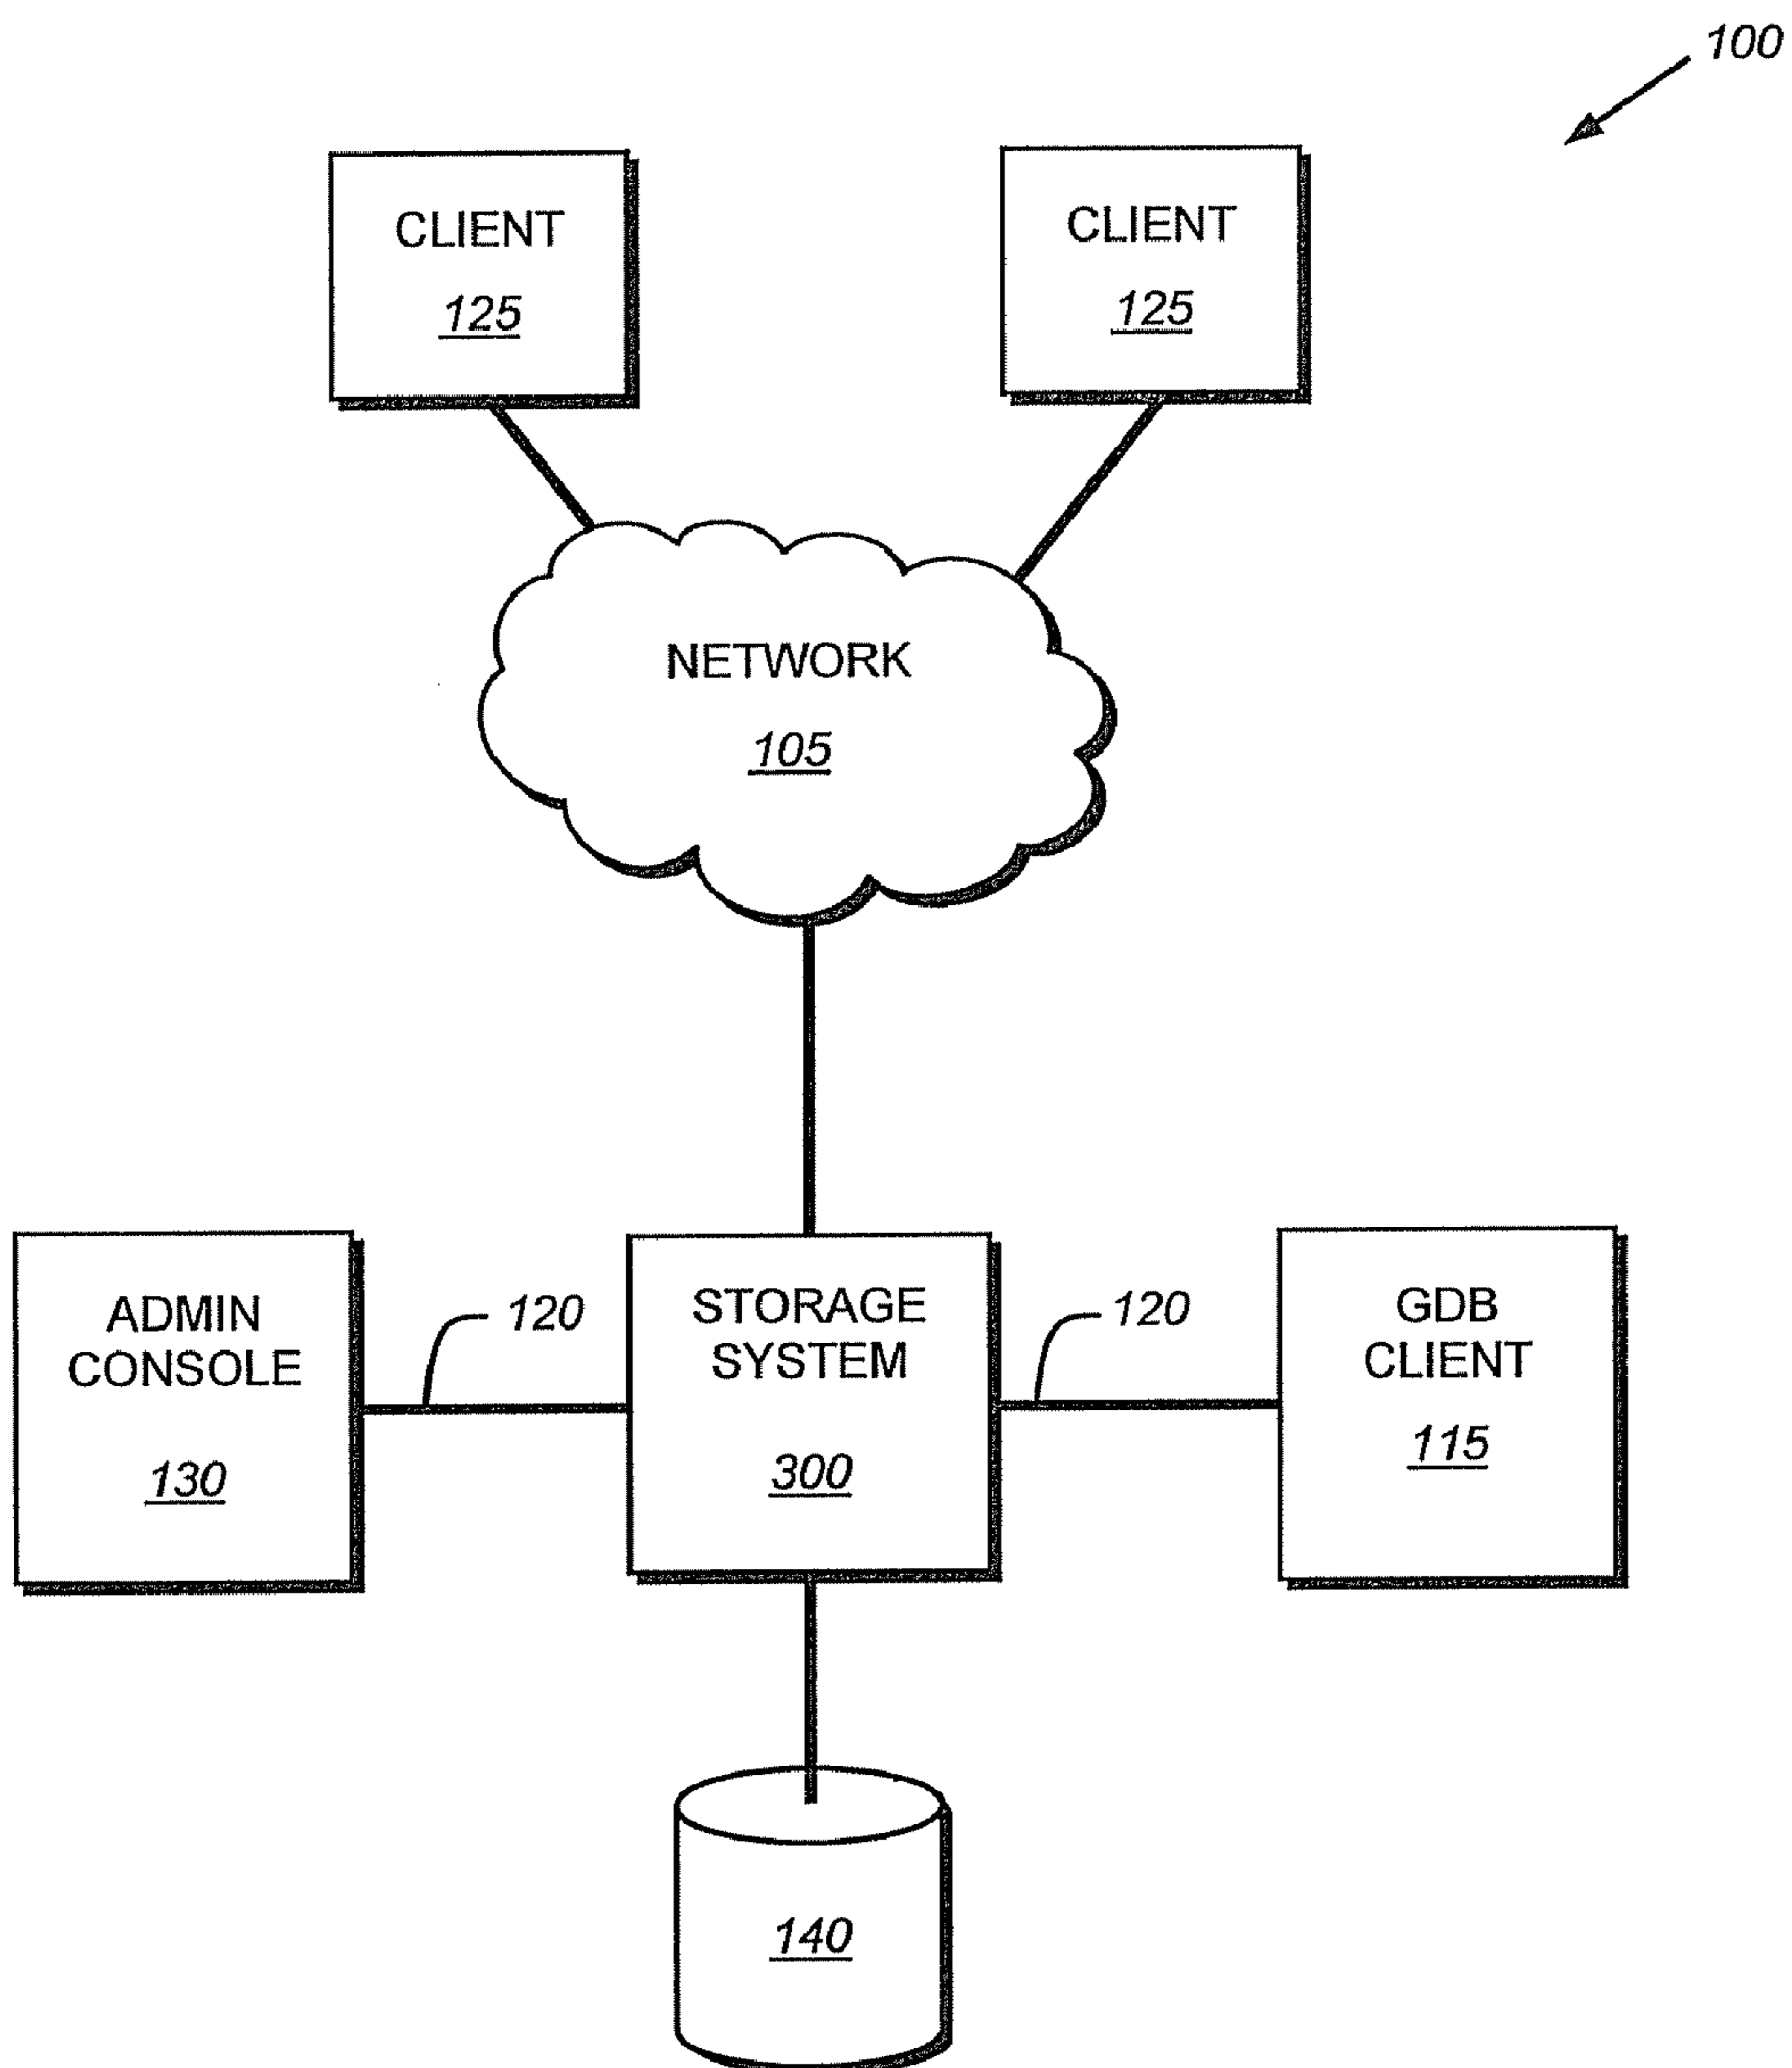 100
CLIENT
125
CLIENT
125
NETWORK
105
ADMIN
CONSOLE
130
120
STORAGE
SYSTEM
300
120
GDB
CLIENT
115
140